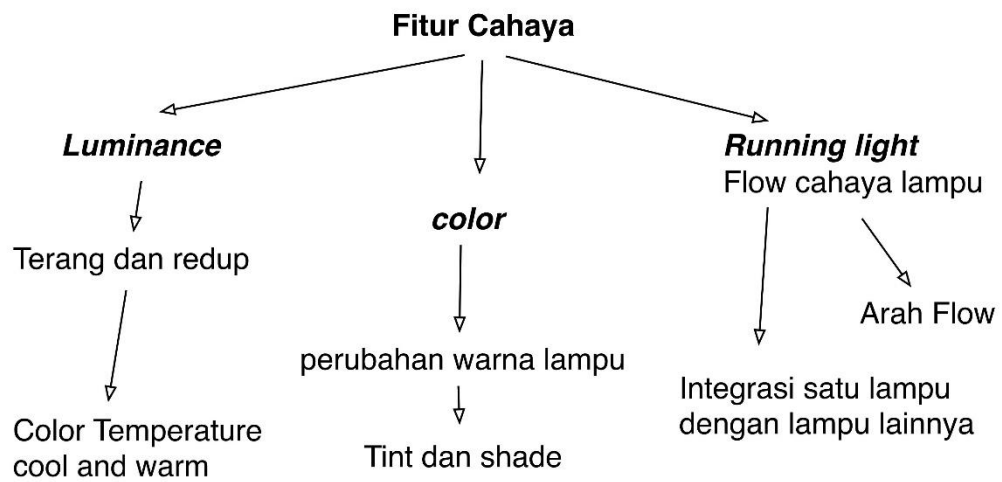 Fitur Cahaya
Luminance
Terang dan redup
Color Temperature
cool and warm
color
perubahan warna lampu
Tint dan shade
Running light
Flow cahaya lampu
Arah Flow
Integrasi satu lampu
dengan lampu lainnya